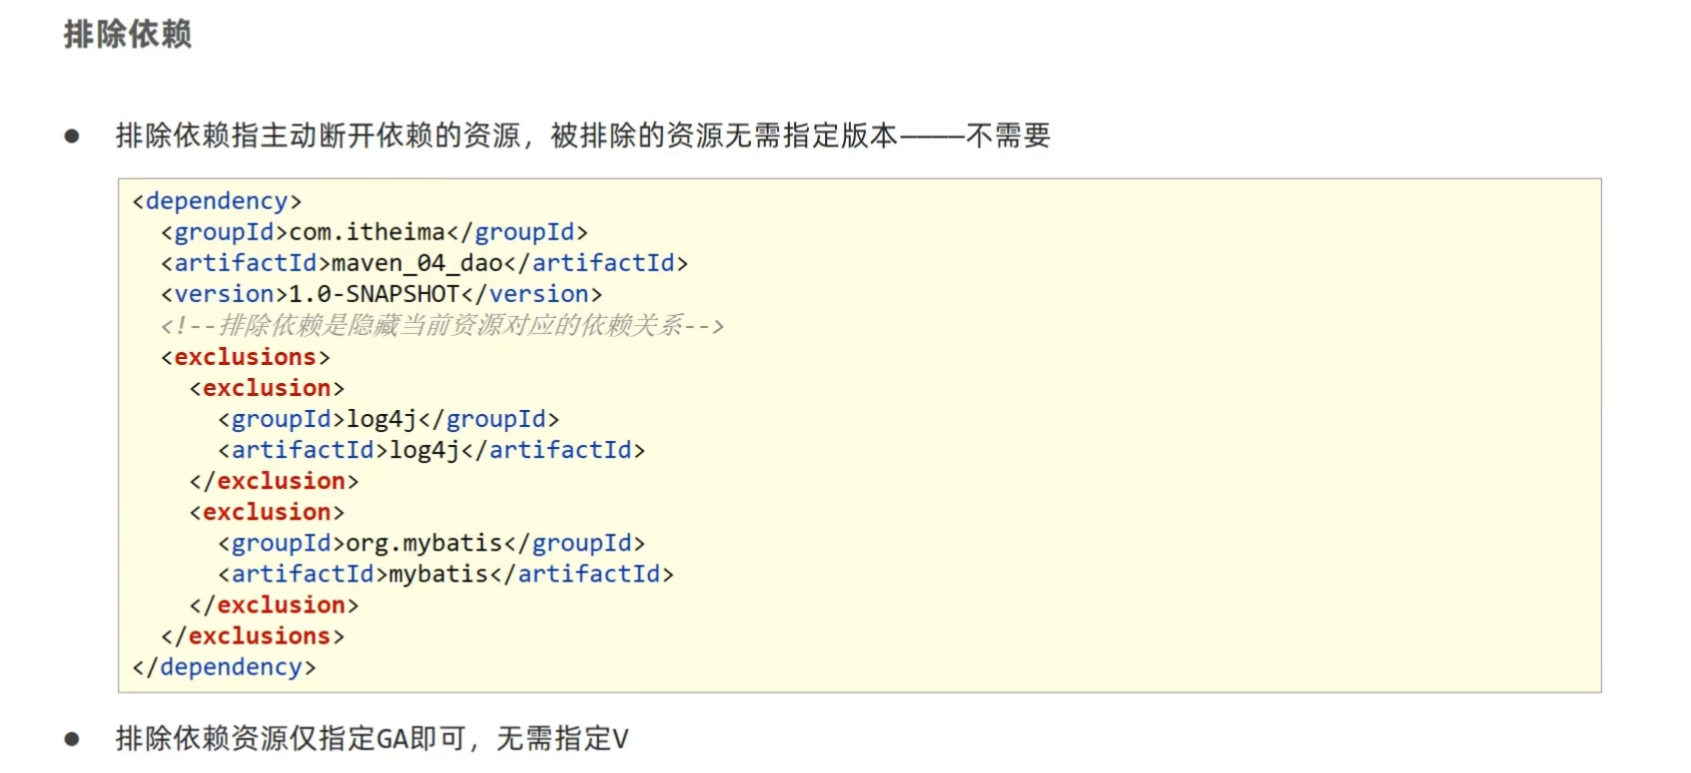 排除依赖
● 排除依赖指主动断开依赖的资源，被排除的资源无需指定版本————不需要
<dependency>
  <groupId>com.itheima</groupId>
  <artifactId>maven_04_dao</artifactId>
  <version>1.0-SNAPSHOT</version>
  <!--排除依赖是隐藏当前资源对应的依赖关系-->
  <exclusions>
    <exclusion>
      <groupId>log4j</groupId>
      <artifactId>log4j</artifactId>
    </exclusion>
    <exclusion>
      <groupId>org.mybatis</groupId>
      <artifactId>mybatis</artifactId>
    </exclusion>
  </exclusions>
</dependency>
● 排除依赖资源仅指定GA即可，无需指定V